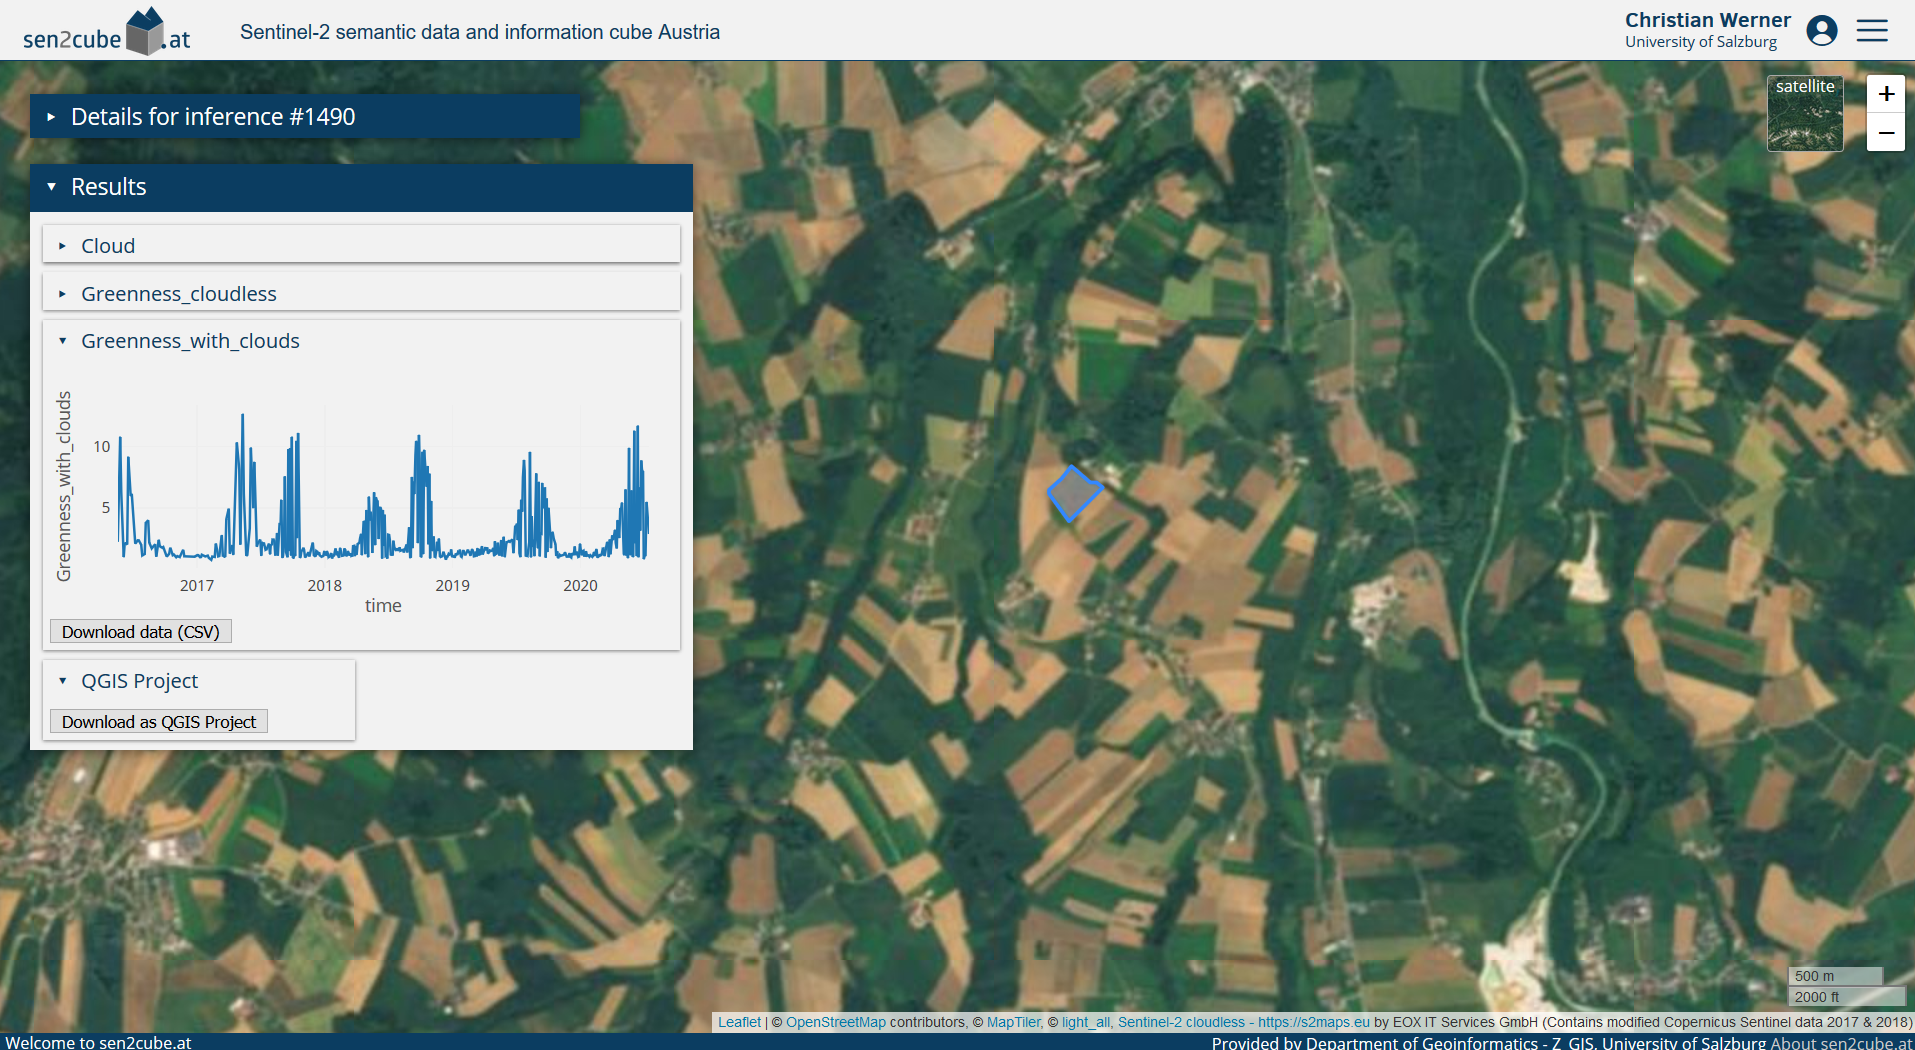 sen2cube.at
Sentinel-2 semantic data and information cube Austria
Christian Werner
University of Salzburg
Details for inference #1490
satellite
+
−
Results
Cloud
Greenness_cloudless
Greenness_with_clouds
Greenness_with_clouds
10
5
2017 2018 2019 2020
time
Download data (CSV)
QGIS Project
Download as QGIS Project
500 m
2000 ft
Leaflet | © OpenStreetMap contributors, © MapTiler, © light_all, Sentinel-2 cloudless - https://s2maps.eu by EOX IT Services GmbH (Contains modified Copernicus Sentinel data 2017 & 2018)
Welcome to sen2cube.at
Provided by Department of Geoinformatics - Z_GIS, University of Salzburg About sen2cube.at